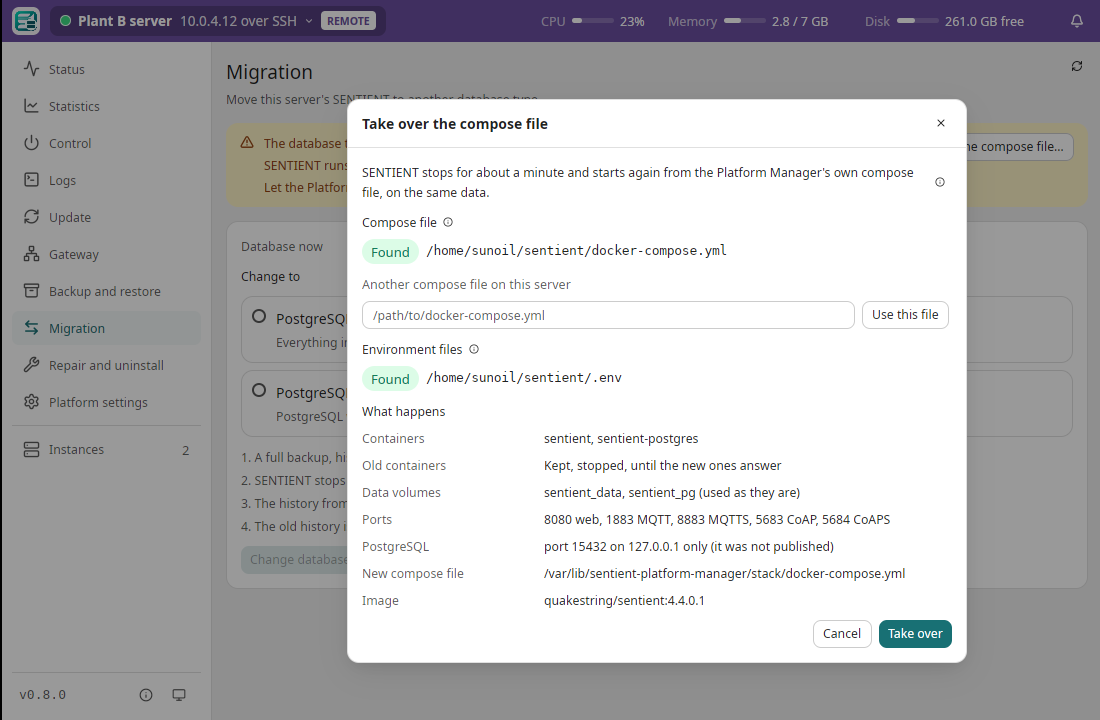 Plant B server 10.0.4.12 over SSH REMOTE
CPU 23% Memory 2.8 / 7 GB Disk 261.0 GB free
Status
Statistics
Control
Logs
Update
Gateway
Backup and restore
Migration
Repair and uninstall
Platform settings
Instances 2
v0.8.0
Migration
Move this server's SENTIENT to another database type
The database
SENTIENT runs
Let the Platfor
he compose file...
Database now
Change to
PostgreSQ
Everything in
PostgreSQ
PostgreSQL
1. A full backup, hi
2. SENTIENT stops
3. The history from
4. The old history i
Change database
Take over the compose file
SENTIENT stops for about a minute and starts again from the Platform Manager's own compose
file, on the same data.
Compose file
Found /home/sunoil/sentient/docker-compose.yml
Another compose file on this server
/path/to/docker-compose.yml Use this file
Environment files
Found /home/sunoil/sentient/.env
What happens
Containers sentient, sentient-postgres
Old containers Kept, stopped, until the new ones answer
Data volumes sentient_data, sentient_pg (used as they are)
Ports 8080 web, 1883 MQTT, 8883 MQTTS, 5683 CoAP, 5684 CoAPS
PostgreSQL port 15432 on 127.0.0.1 only (it was not published)
New compose file /var/lib/sentient-platform-manager/stack/docker-compose.yml
Image quakestring/sentient:4.4.0.1
Cancel Take over